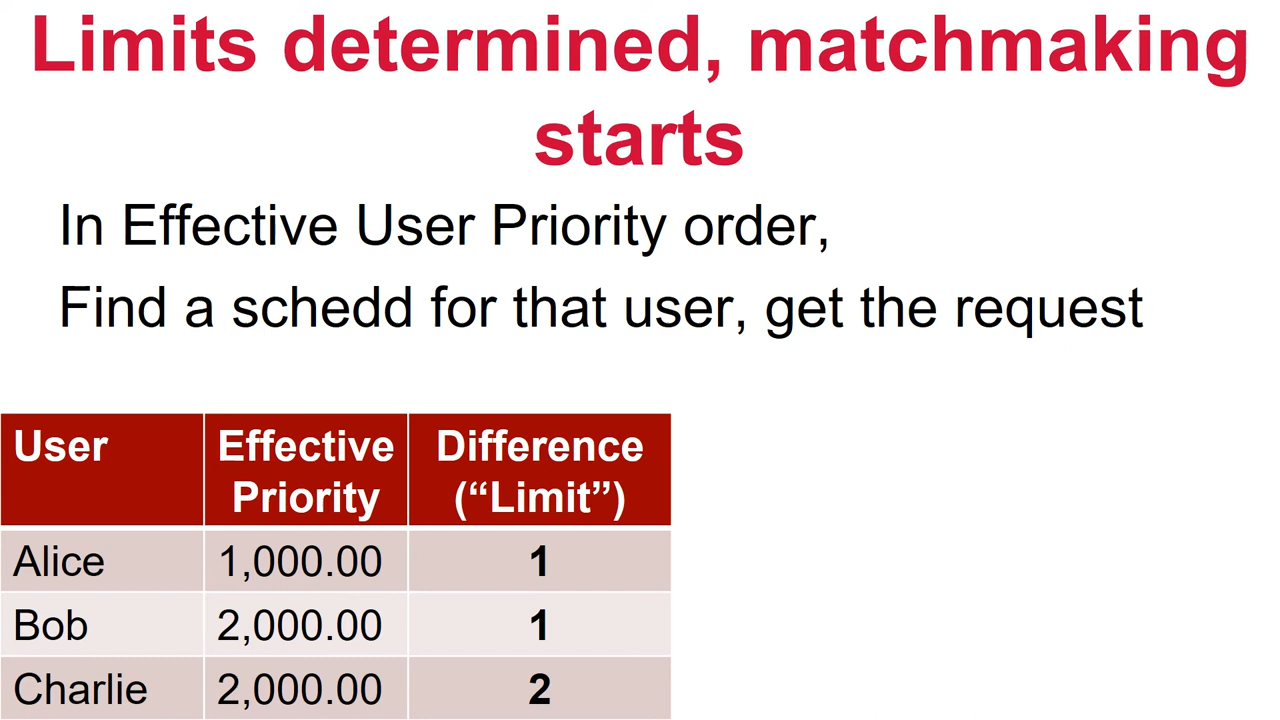 Limits determined, matchmaking
starts
In Effective User Priority order,
Find a schedd for that user, get the request
User Effective Priority Difference (“Limit”)
Alice 1,000.00 1
Bob 2,000.00 1
Charlie 2,000.00 2